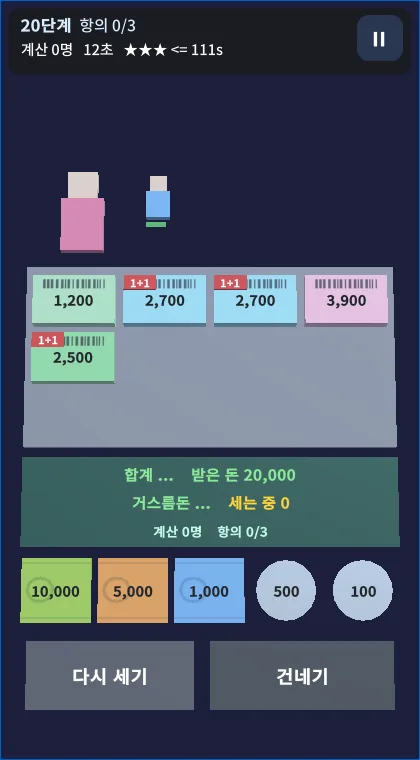 20단계 항의 0/3
계산 0명 12초 ★★★ <= 111s
1,200
1+1
2,700
1+1
2,700
3,900
1+1
2,500
합계 ... 받은 돈 20,000
거스름돈 ... 세는 중 0
계산 0명 항의 0/3
10,000 5,000 1,000 500 100
다시 세기 건네기